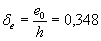 δₑ = e₀/h = 0,348